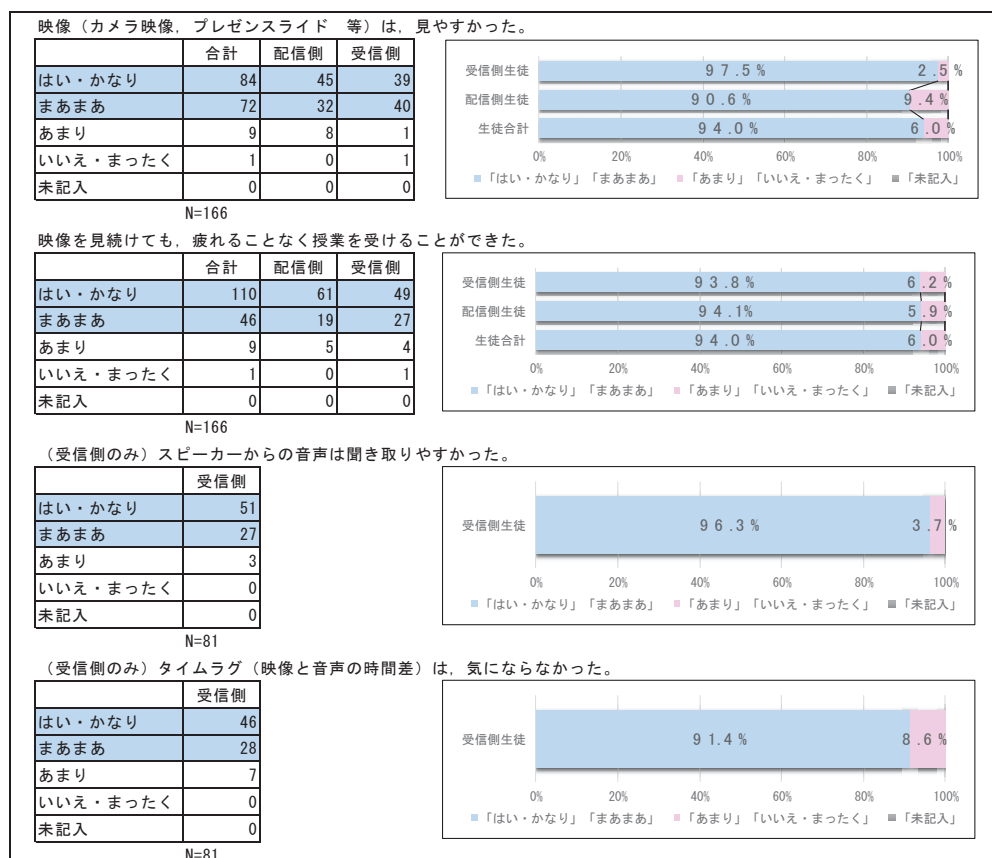 映像（カメラ映像，プレゼンスライド　等）は，見やすかった。
合計 配信側 受信側
はい・かなり 84 45 39
まあまあ 72 32 40
あまり 9 8 1
いいえ・まったく 1 0 1
未記入 0 0 0
N=166
受信側生徒 97.5% 2.5%
配信側生徒 90.6% 9.4%
生徒合計 94.0% 6.0%
0% 20% 40% 60% 80% 100%
■「はい・かなり」「まあまあ」 ■「あまり」「いいえ・まったく」 ■「未記入」
映像を見続けても，疲れることなく授業を受けることができた。
合計 配信側 受信側
はい・かなり 110 61 49
まあまあ 46 19 27
あまり 9 5 4
いいえ・まったく 1 0 1
未記入 0 0 0
N=166
受信側生徒 93.8% 6.2%
配信側生徒 94.1% 5.9%
生徒合計 94.0% 6.0%
0% 20% 40% 60% 80% 100%
■「はい・かなり」「まあまあ」 ■「あまり」「いいえ・まったく」 ■「未記入」
（受信側のみ）スピーカーからの音声は聞き取りやすかった。
受信側
はい・かなり 51
まあまあ 27
あまり 3
いいえ・まったく 0
未記入 0
N=81
受信側生徒 96.3% 3.7%
0% 20% 40% 60% 80% 100%
■「はい・かなり」「まあまあ」 ■「あまり」「いいえ・まったく」 ■「未記入」
（受信側のみ）タイムラグ（映像と音声の時間差）は，気にならなかった。
受信側
はい・かなり 46
まあまあ 28
あまり 7
いいえ・まったく 0
未記入 0
N=81
受信側生徒 91.4% 8.6%
0% 20% 40% 60% 80% 100%
■「はい・かなり」「まあまあ」 ■「あまり」「いいえ・まったく」 ■「未記入」